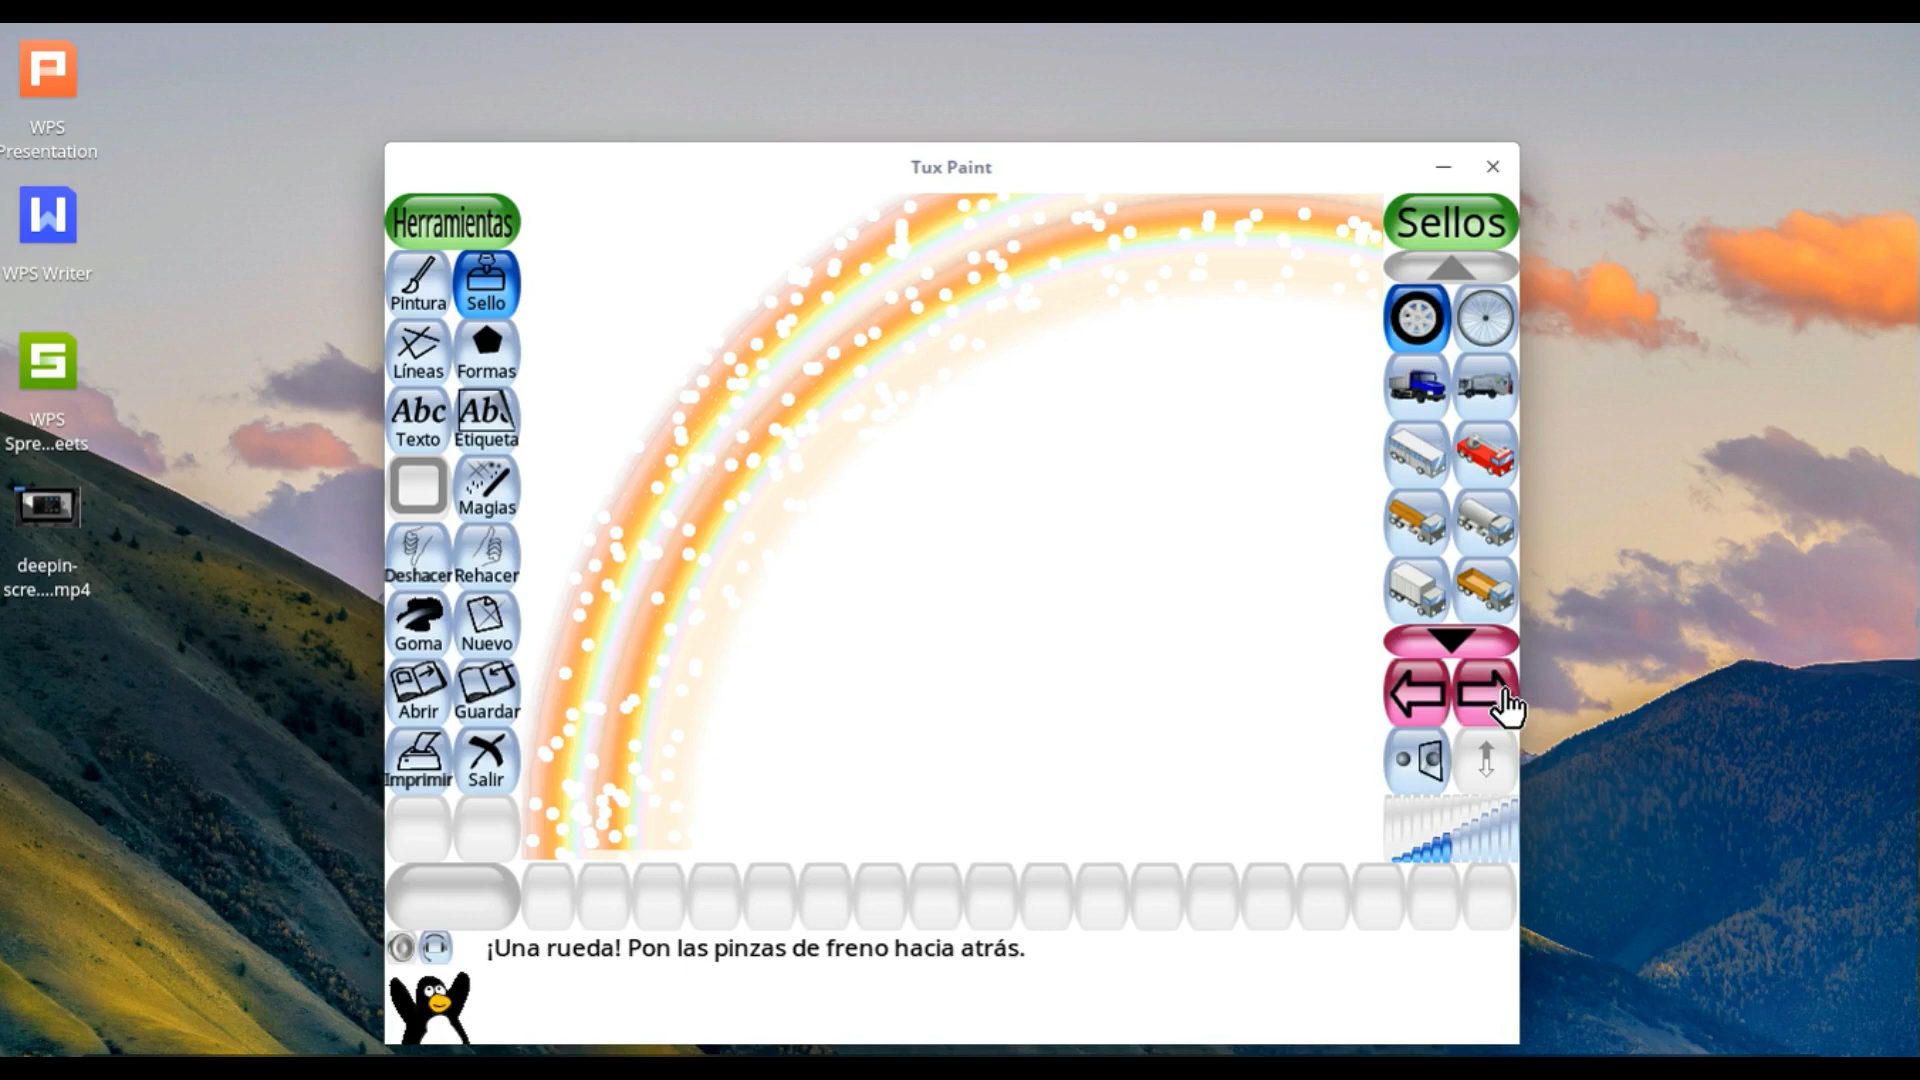 WPS
Presentation
WPS Writer
WPS
Spre...eets
deepin-
scre....mp4
Tux Paint
Herramientas
Sellos
Pintura
Sello
Líneas
Formas
Abc
Abc
Texto
Etiqueta
Magias
Deshacer
Rehacer
Goma
Nuevo
Abrir
Guardar
Imprimir
Salir
¡Una rueda! Pon las pinzas de freno hacia atrás.